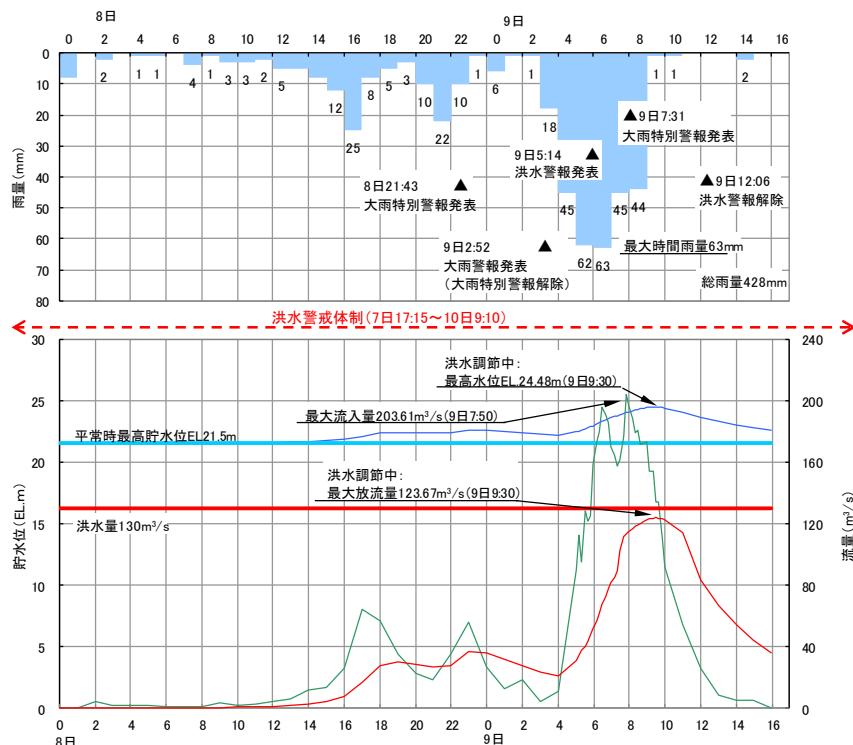 8日
9日
0 2 4 6 8 10 12 14 16 18 20 22 0 2 4 6 8 10 12 14 16
0
10
20
30
40
50
60
70
80
雨量(mm)
2 1 1 4 1 3 3 2 5 12 25 8 5 3 10 22 10 1 6 1 18 45 62 63 45 44 1 1 2
▲9日7:31
大雨特別警報発表
9日5:14▲
洪水警報発表
8日21:43▲
大雨特別警報発表
▲9日12:06
洪水警報解除
9日2:52▲
大雨警報発表
(大雨特別警報解除)
最大時間雨量63mm
総雨量428mm
洪水警戒体制(7日17:15~10日9:10)
30
25
20
15
10
5
0
貯水位(EL.m)
240
200
160
120
80
40
0
流量(m³/s)
洪水調節中:
最高水位EL.24.48m(9日9:30)
最大流入量203.61m³/s(9日7:50)
平常時最高貯水位EL21.5m
洪水調節中:
最大放流量123.67m³/s(9日9:30)
洪水量130m³/s
0 2 4 6 8 10 12 14 16 18 20 22 0 2 4 6 8 10 12 14 16
8日
9日